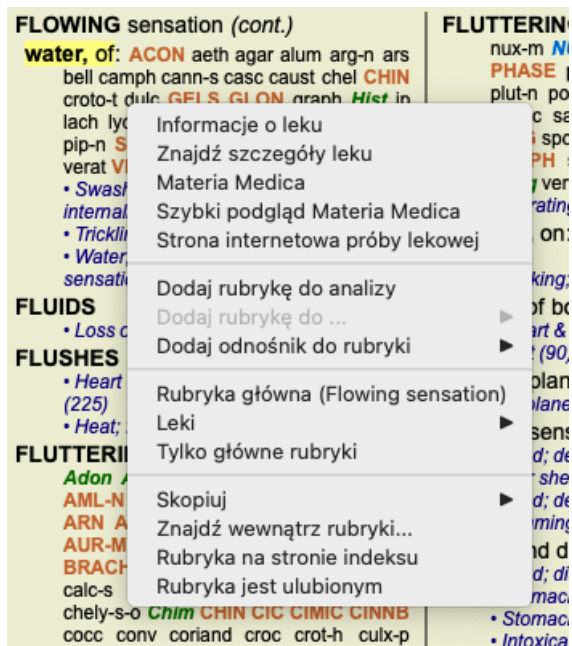 FLOWING sensation (cont.)
water, of: ACON aeth agar alum arg-n ars
bell camph cann-s casc caust chel CHIN
croto-t dulc GELS GLON graph Hist ip
lach
pip-n
verat
• Swash
internal
• Trickli
• Water,
sensati
FLUIDS
• Loss o
FLUSHES
• Heart
(225)
• Heat;
FLUTTERI
Adon
AML-N
ARN
AUR-M
BRACH
calc-s
chely-s-o Chim CHIN CIC CIMIC CINNB
cocc conv coriand croc crot-h culx-p
Informacje o leku
Znajdź szczegóły leku
Materia Medica
Szybki podgląd Materia Medica
Strona internetowa próby lekowej
Dodaj rubrykę do analizy
Dodaj rubrykę do ...
Dodaj odnośnik do rubryki
Rubryka główna (Flowing sensation)
Leki
Tylko główne rubryki
Skopiuj
Znajdź wewnątrz rubryki...
Rubryka na stronie indeksu
Rubryka jest ulubionym
FLUTTERING
nux-m
PHASE
plut-n
on:
(90)
• Stomac
• Intoxica